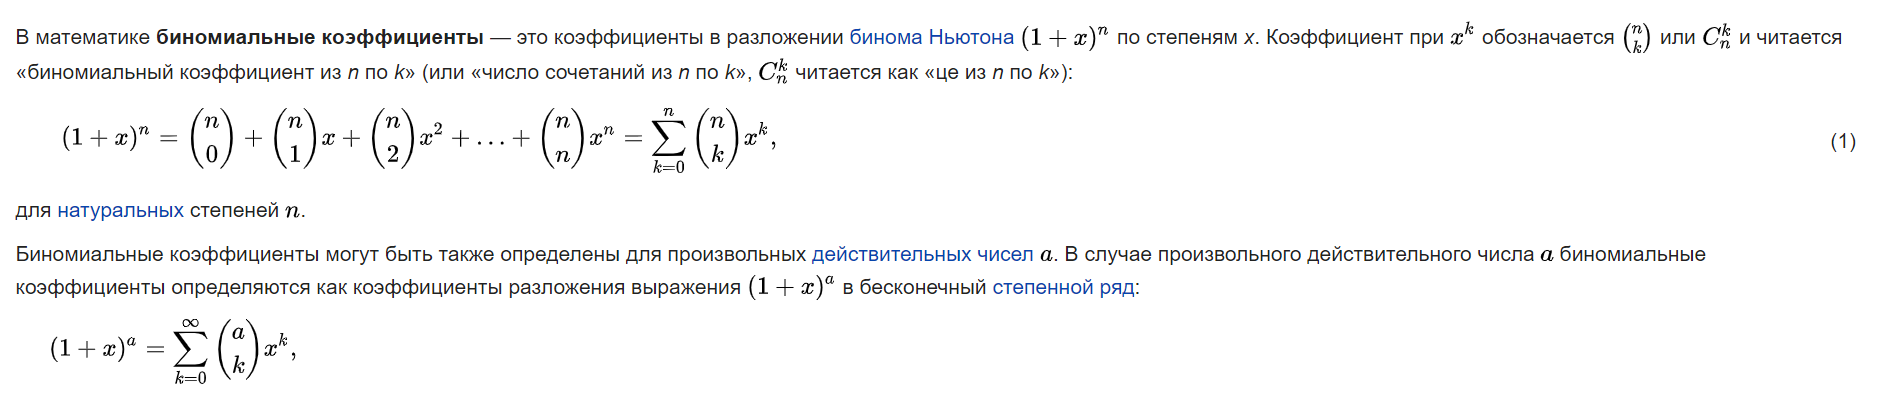 В математике биномиальные коэффициенты — это коэффициенты в разложении бинома Ньютона $(1+x)^n$ по степеням x. Коэффициент при $x^k$ обозначается $\binom{n}{k}$ или $C_n^k$ и читается
«биномиальный коэффициент из n по k» (или «число сочетаний из n по k», $C_n^k$ читается как «це из n по k»):
$(1+x)^n = \binom{n}{0} + \binom{n}{1}x + \binom{n}{2}x^2 + \ldots + \binom{n}{n}x^n = \sum_{k=0}^{n} \binom{n}{k} x^k,$ (1)
для натуральных степеней $n$.
Биномиальные коэффициенты могут быть также определены для произвольных действительных чисел $a$. В случае произвольного действительного числа $a$ биномиальные
коэффициенты определяются как коэффициенты разложения выражения $(1+x)^a$ в бесконечный степенной ряд:
$(1+x)^a = \sum_{k=0}^{\infty} \binom{a}{k} x^k,$